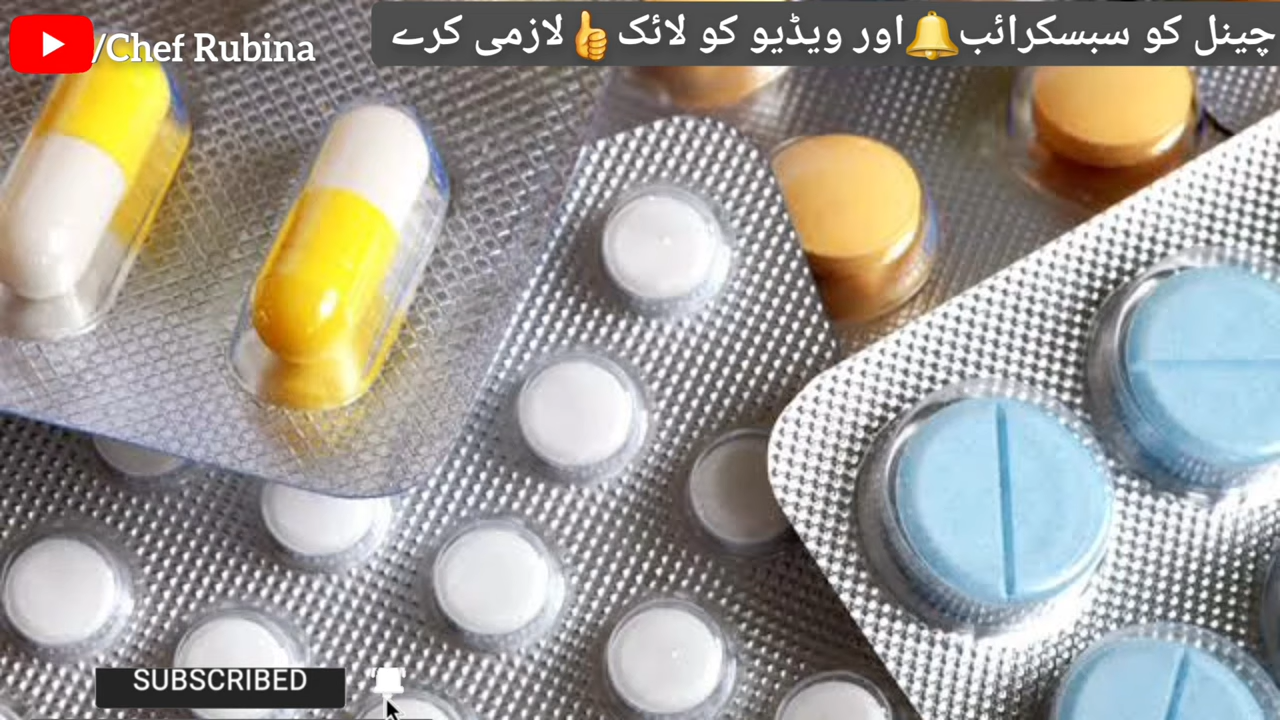 /Chef Rubina
چینل کو سبسکرائب🔔اور ویڈیو کو لائک👍لازمی کرے
SUBSCRIBED